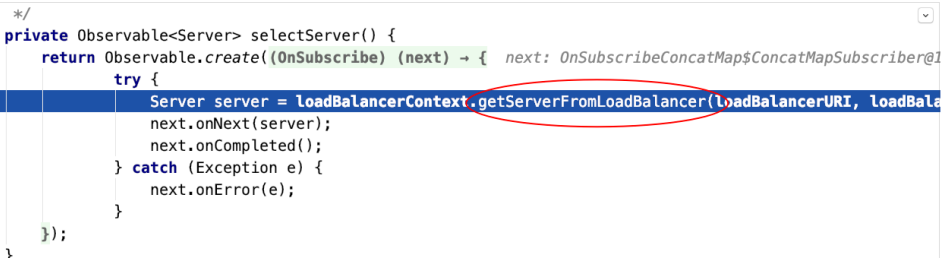 */
private Observable<Server> selectServer() {
return Observable.create((OnSubscribe) (next) → { next: OnSubscribeConcatMap$ConcatMapSubscriber@1
try {
Server server = loadBalancerContext.getServerFromLoadBalancer(loadBalancerURI, loadBala
next.onNext(server);
next.onCompleted();
} catch (Exception e) {
next.onError(e);
}
});
}